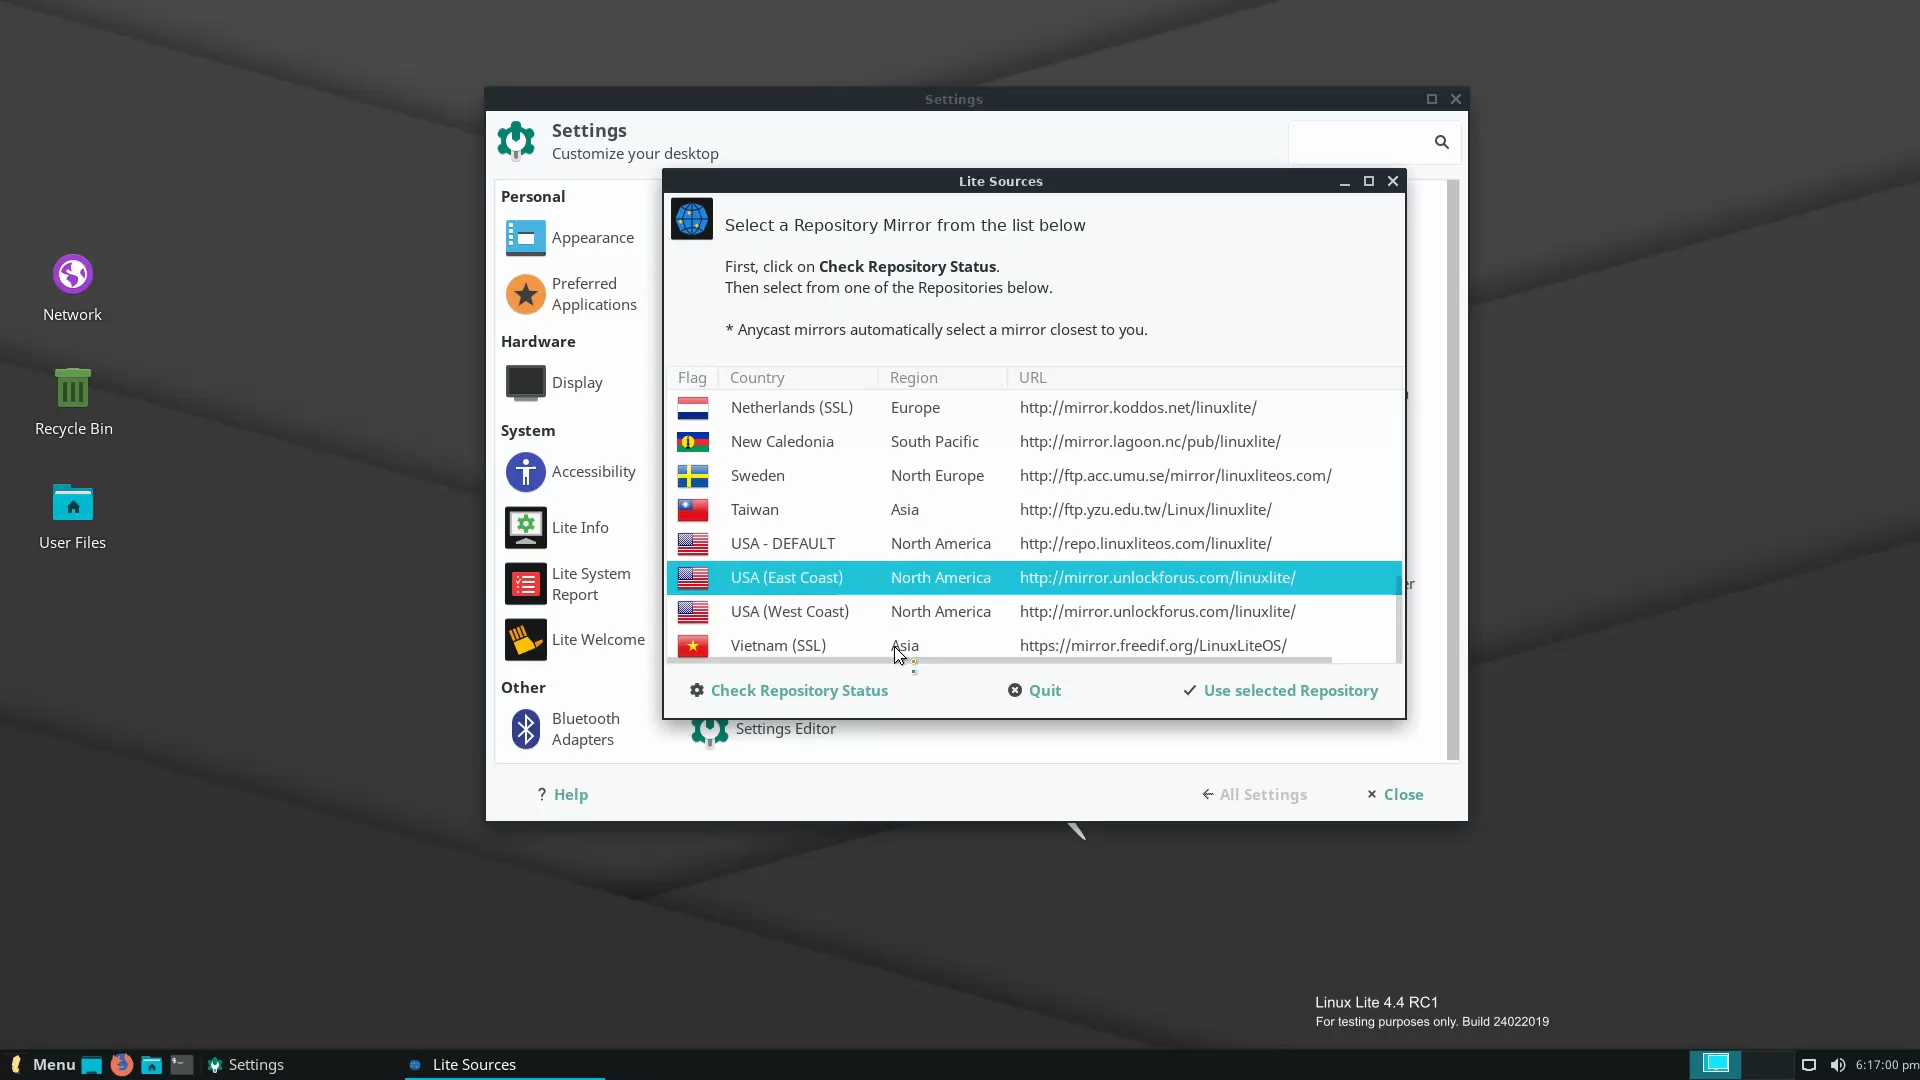 Settings
Settings
Customize your desktop
Personal
Appearance
Preferred
Applications
Hardware
Display
System
Accessibility
Lite Info
Lite System
Report
Lite Welcome
Other
Bluetooth
Adapters
Settings Editor
er
? Help
All Settings
Close
Lite Sources
Select a Repository Mirror from the list below
First, click on Check Repository Status.
Then select from one of the Repositories below.
* Anycast mirrors automatically select a mirror closest to you.
Flag Country Region URL
Netherlands (SSL) Europe http://mirror.koddos.net/linuxlite/
New Caledonia South Pacific http://mirror.lagoon.nc/pub/linuxlite/
Sweden North Europe http://ftp.acc.umu.se/mirror/linuxliteos.com/
Taiwan Asia http://ftp.yzu.edu.tw/Linux/linuxlite/
USA - DEFAULT North America http://repo.linuxliteos.com/linuxlite/
USA (East Coast) North America http://mirror.unlockforus.com/linuxlite/
USA (West Coast) North America http://mirror.unlockforus.com/linuxlite/
Vietnam (SSL) Asia https://mirror.freedif.org/LinuxLiteOS/
Check Repository Status Quit Use selected Repository
Network
Recycle Bin
User Files
Linux Lite 4.4 RC1
For testing purposes only. Build 24022019
Menu Settings Lite Sources 6:17:00 pm